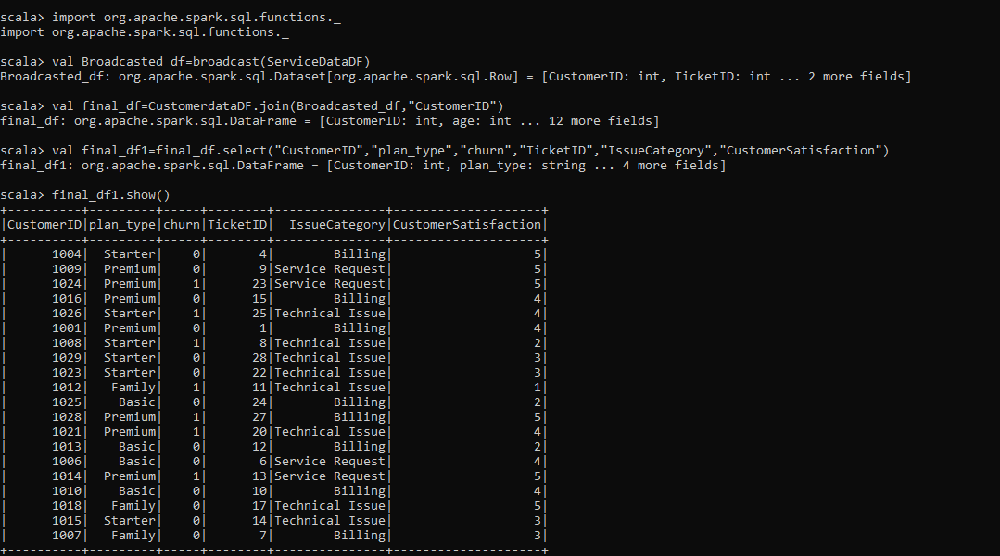 scala> import org.apache.spark.sql.functions._
import org.apache.spark.sql.functions._
scala> val Broadcasted_df=broadcast(ServiceDataDF)
Broadcasted_df: org.apache.spark.sql.Dataset[org.apache.spark.sql.Row] = [CustomerID: int, TicketID: int ... 2 more fields]
scala> val final_df=CustomerdataDF.join(Broadcasted_df,"CustomerID")
final_df: org.apache.spark.sql.DataFrame = [CustomerID: int, age: int ... 12 more fields]
scala> val final_df1=final_df.select("CustomerID","plan_type","churn","TicketID","IssueCategory","CustomerSatisfaction")
final_df1: org.apache.spark.sql.DataFrame = [CustomerID: int, plan_type: string ... 4 more fields]
scala> final_df1.show()
+----------+---------+-----+--------+---------------+--------------------+
|CustomerID|plan_type|churn|TicketID|  IssueCategory|CustomerSatisfaction|
+----------+---------+-----+--------+---------------+--------------------+
|      1004|  Starter|    0|       4|        Billing|                   5|
|      1009|  Premium|    0|       9|Service Request|                   5|
|      1024|  Premium|    1|      23|Service Request|                   5|
|      1016|  Premium|    0|      15|        Billing|                   4|
|      1026|  Starter|    1|      25|Technical Issue|                   4|
|      1001|  Premium|    0|       1|        Billing|                   4|
|      1008|  Starter|    1|       8|Technical Issue|                   2|
|      1029|  Starter|    0|      28|Technical Issue|                   3|
|      1023|  Starter|    0|      22|Technical Issue|                   3|
|      1012|   Family|    1|      11|Technical Issue|                   1|
|      1025|    Basic|    0|      24|        Billing|                   2|
|      1028|  Premium|    1|      27|        Billing|                   5|
|      1021|  Premium|    1|      20|Technical Issue|                   4|
|      1013|    Basic|    0|      12|        Billing|                   2|
|      1006|    Basic|    0|       6|Service Request|                   4|
|      1014|  Premium|    1|      13|Service Request|                   5|
|      1010|    Basic|    0|      10|        Billing|                   4|
|      1018|   Family|    0|      17|Technical Issue|                   5|
|      1015|  Starter|    0|      14|Technical Issue|                   3|
|      1007|   Family|    0|       7|        Billing|                   3|
+----------+---------+-----+--------+---------------+--------------------+